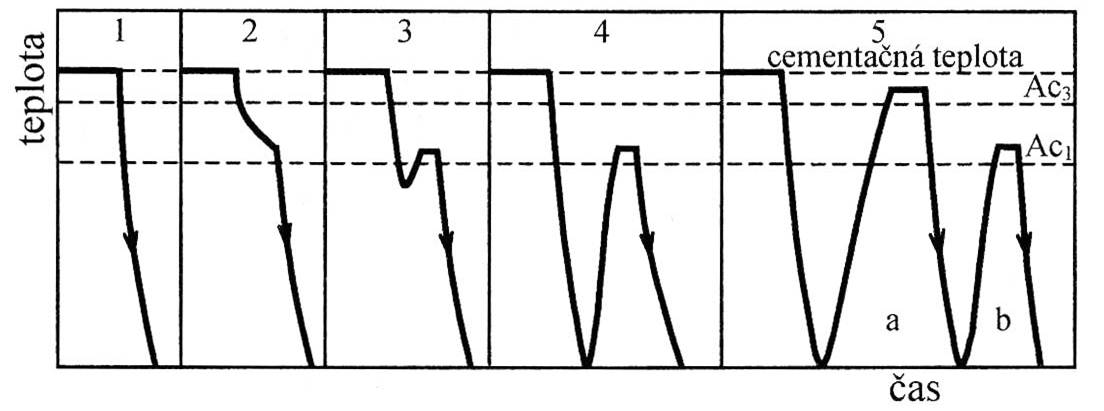 1 2 3 4 5
teplota
cementačná teplota
Ac3
Ac1
a b
čas